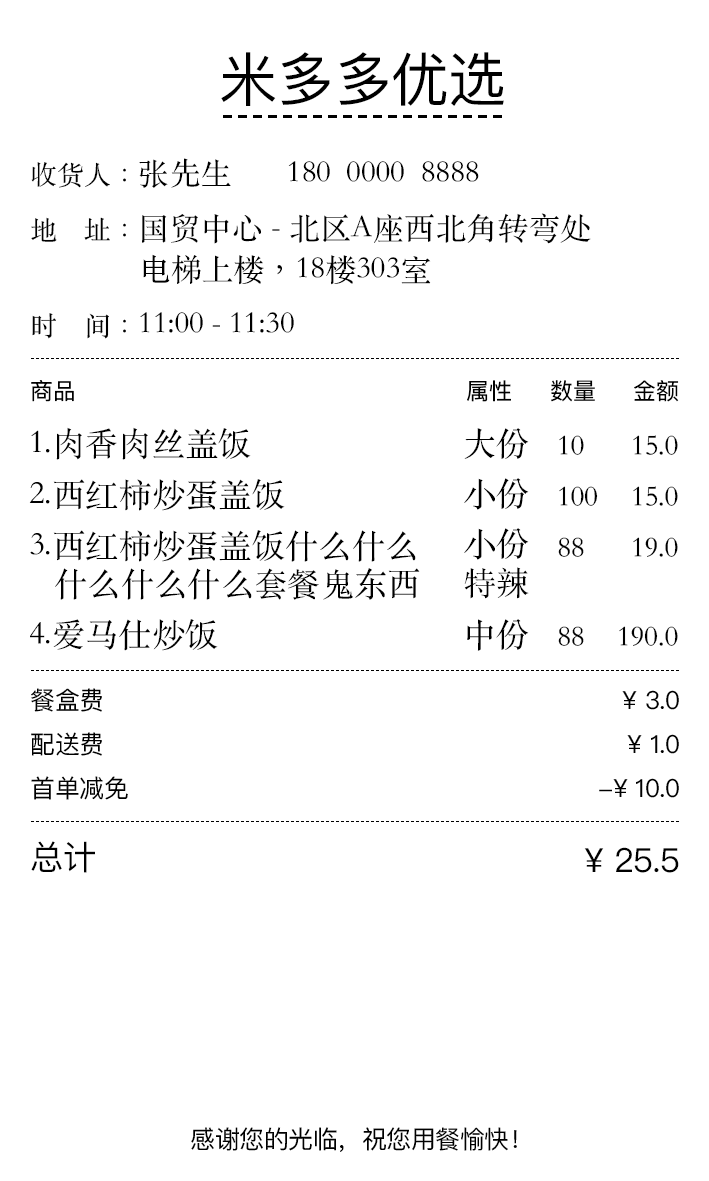 米多多优选
收货人：张先生 180 0000 8888
地 址：国贸中心 - 北区A座西北角转弯处
电梯上楼，18楼303室
时 间：11:00 - 11:30
商品 属性 数量 金额
1.肉香肉丝盖饭 大份 10 15.0
2.西红柿炒蛋盖饭 小份 100 15.0
3.西红柿炒蛋盖饭什么什么 小份 88 19.0
什么什么什么套餐鬼东西 特辣
4.爱马仕炒饭 中份 88 190.0
餐盒费 ¥ 3.0
配送费 ¥ 1.0
首单减免 –¥ 10.0
总计 ¥ 25.5
感谢您的光临，祝您用餐愉快！